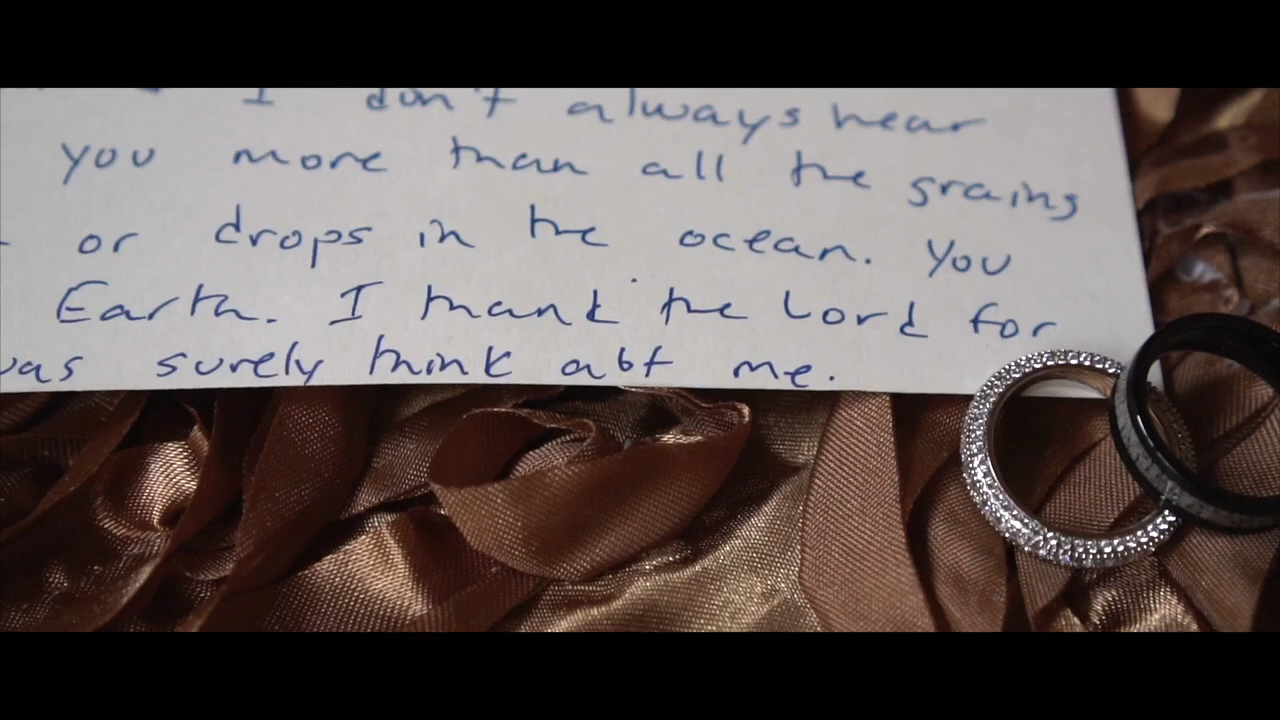 I don't always hear
you more than all the grains
or drops in the ocean. You
Earth. I thank the Lord for
was surely think abt me.